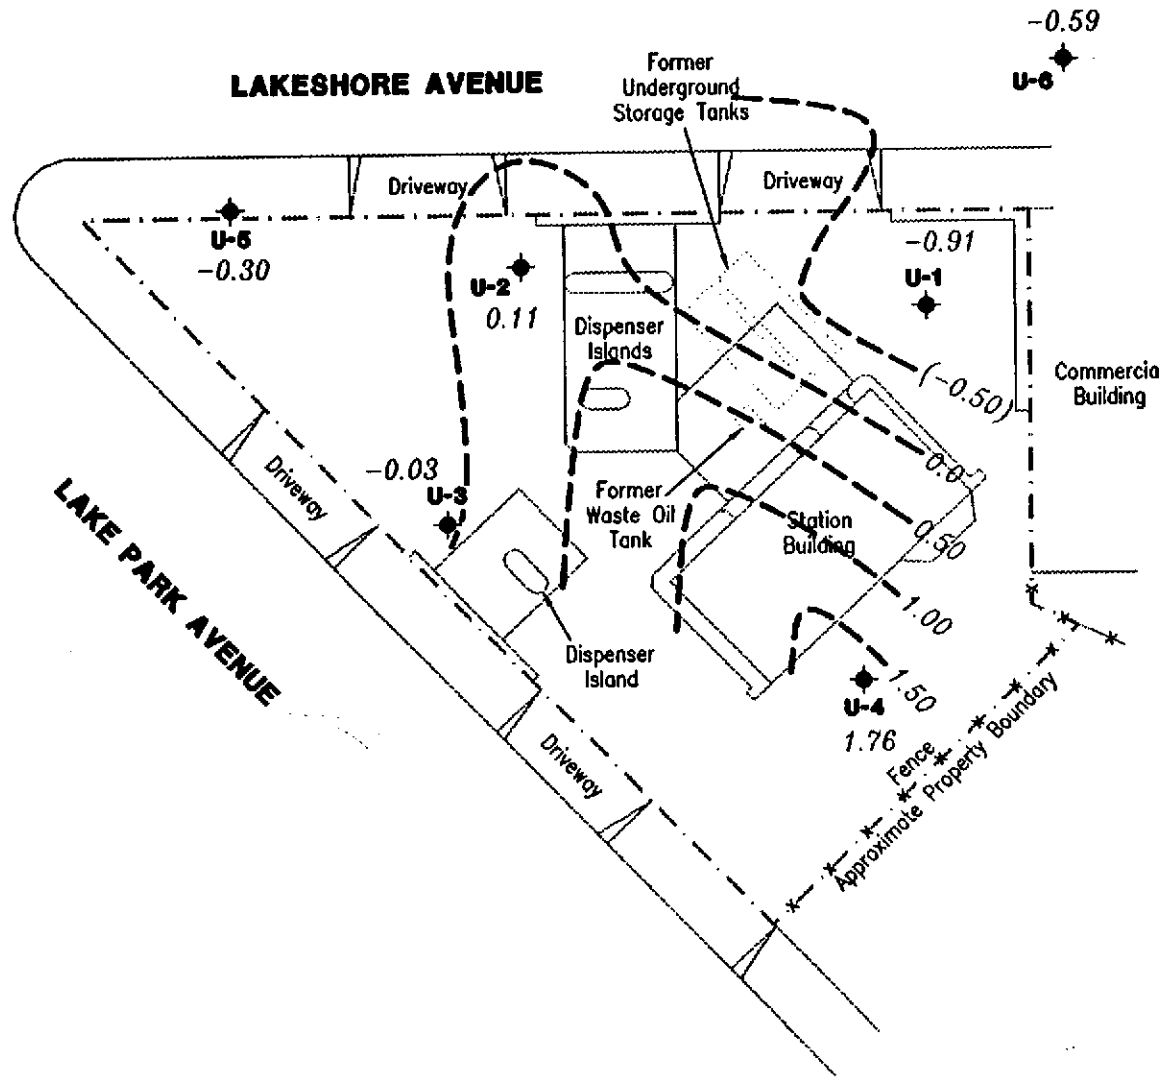 -0.59
U-6
LAKESHORE AVENUE
Former
Underground
Storage Tanks
Driveway
Driveway
U-5
-0.30
U-2
0.11
-0.91
U-1
Dispenser
Islands
(-0.50)
Commercia
Building
-0.03
U-3
Driveway
LAKE PARK AVENUE
Former
Waste Oil
Tank
Station
Building
0.0
0.50
1.00
1.50
Dispenser
Island
U-4
1.76
Driveway
Fence
Approximate Property Boundary